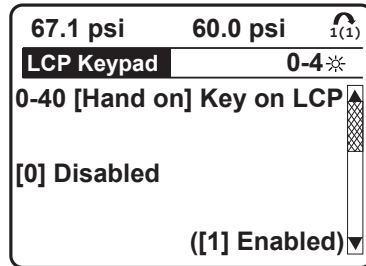 67.1 psi 60.0 psi 1(1)
LCP Keypad 0-4
0-40 [Hand on] Key on LCP
[0] Disabled
([1] Enabled)